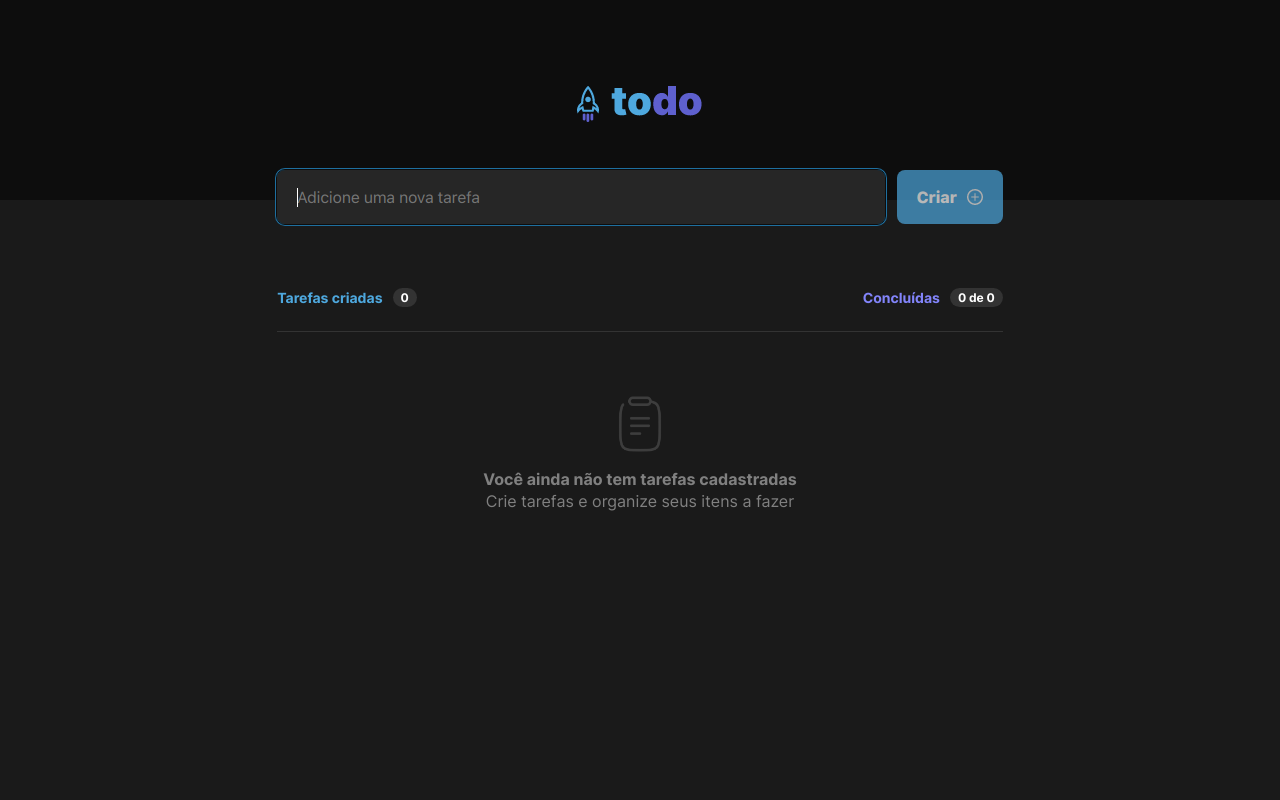 todo
Adicione uma nova tarefa
Criar
Tarefas criadas 0
Concluídas 0 de 0
Você ainda não tem tarefas cadastradas
Crie tarefas e organize seus itens a fazer